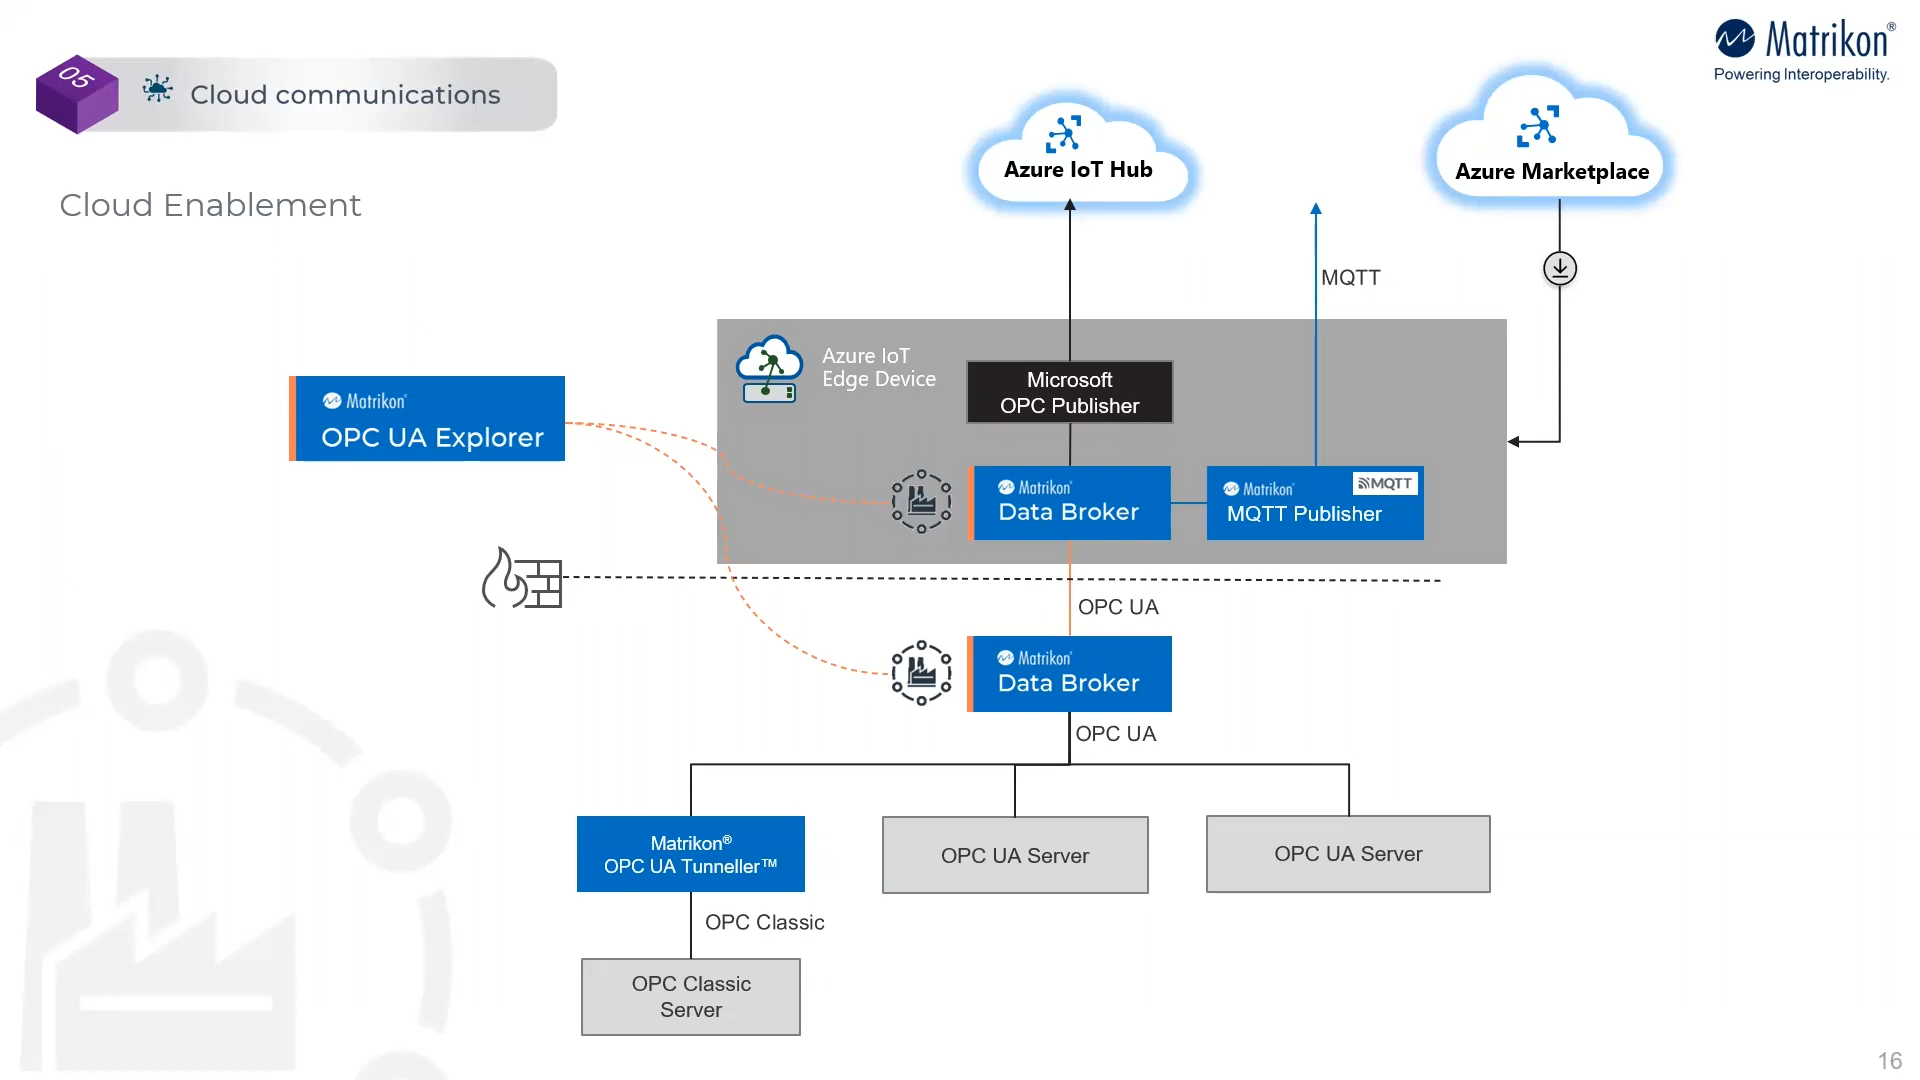 Matrikon®
Powering Interoperability.
05
Cloud communications
Cloud Enablement
Azure IoT Hub
Azure Marketplace
MQTT
Azure IoT
Edge Device
Microsoft
OPC Publisher
Matrikon®
OPC UA Explorer
Matrikon®
Data Broker
Matrikon®
MQTT
MQTT Publisher
OPC UA
Matrikon®
Data Broker
OPC UA
Matrikon®
OPC UA Tunneller™
OPC UA Server
OPC UA Server
OPC Classic
OPC Classic
Server
16